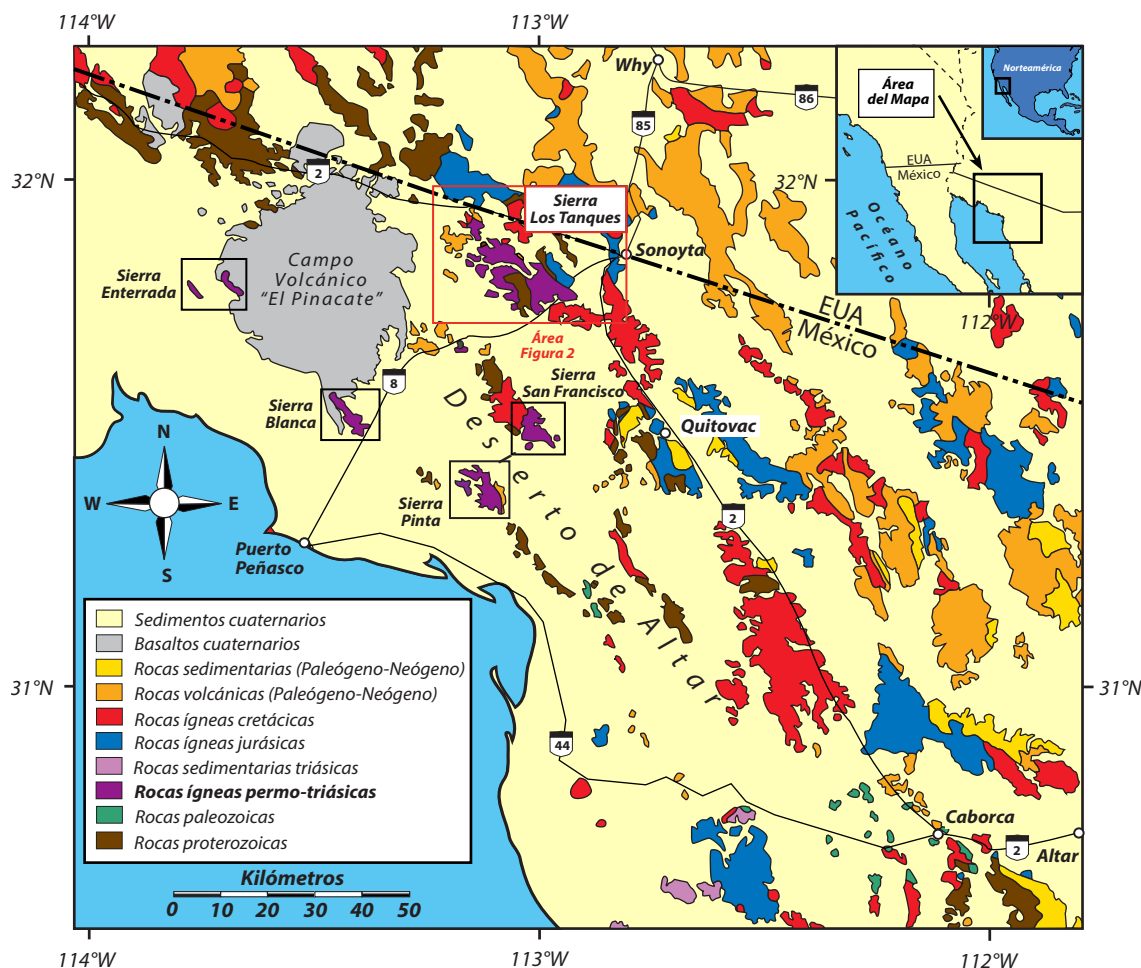 114°W
113°W
Why
86
85
Área
del Mapa
Norteamérica
EUA
México
Océano
Pacífico
32°N
2
32°N
Sierra
Los Tanques
Sonoyta
Sierra
Enterrada
Campo
Volcánico
"El Pinacate"
EUA
México
112°W
Área
Figura 2
8
Sierra
San Francisco
Sierra
Blanca
Quitovac
Desierto de Altar
N
W
E
S
Sierra
Pinta
2
Puerto
Peñasco
Sedimentos cuaternarios
Basaltos cuaternarios
Rocas sedimentarias (Paleógeno-Neógeno)
Rocas volcánicas (Paleógeno-Neógeno)
Rocas ígneas cretácicas
Rocas ígneas jurásicas
Rocas sedimentarias triásicas
Rocas ígneas permo-triásicas
Rocas paleozoicas
Rocas proterozoicas
31°N
31°N
44
Caborca
2
Altar
Kilómetros
0 10 20 30 40 50
114°W
113°W
112°W